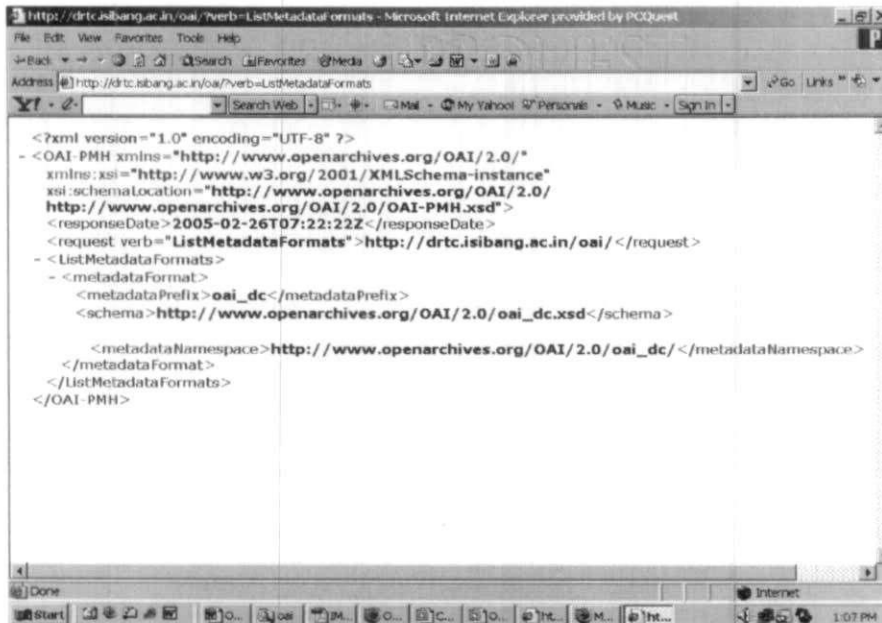 http://drtc.isibang.ac.in/oai/?verb=ListMetadataFormats - Microsoft Internet Explorer provided by PCQuest
File Edit View Favorites Tools Help
Back Search Favorites Media
Address http://drtc.isibang.ac.in/oai/?verb=ListMetadataFormats Go Links
Y! Search Web Mail My Yahoo! Personals Music Sign In
<?xml version="1.0" encoding="UTF-8" ?>
- <OAI-PMH xmlns="http://www.openarchives.org/OAI/2.0/"
xmlns:xsi="http://www.w3.org/2001/XMLSchema-instance"
xsi:schemaLocation="http://www.openarchives.org/OAI/2.0/
http://www.openarchives.org/OAI/2.0/OAI-PMH.xsd">
<responseDate>2005-02-26T07:22:22Z</responseDate>
<request verb="ListMetadataFormats">http://drtc.isibang.ac.in/oai/</request>
- <ListMetadataFormats>
- <metadataFormat>
<metadataPrefix>oai_dc</metadataPrefix>
<schema>http://www.openarchives.org/OAI/2.0/oai_dc.xsd</schema>
<metadataNamespace>http://www.openarchives.org/OAI/2.0/oai_dc/</metadataNamespace>
</metadataFormat>
</ListMetadataFormats>
</OAI-PMH>
Done Internet
Start oai 1:07 PM